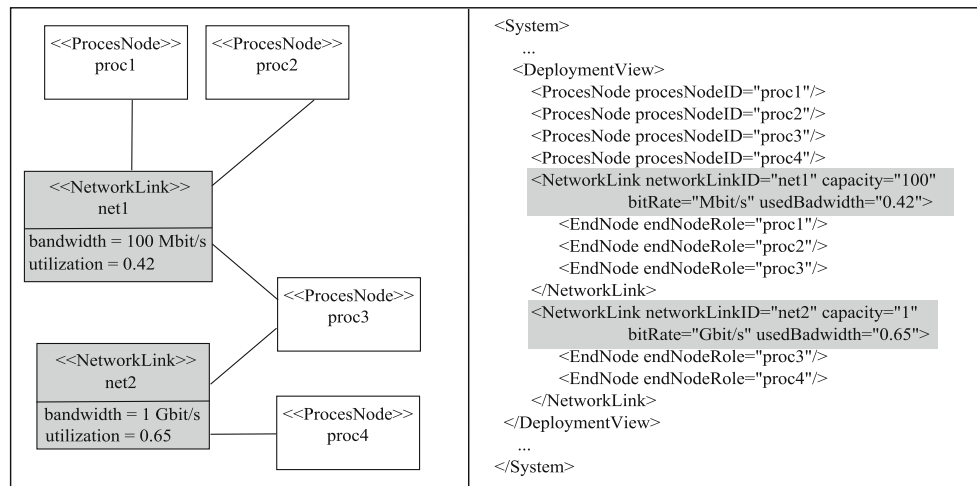 <<ProcesNode>>
proc1
<<ProcesNode>>
proc2
<<NetworkLink>>
net1
bandwidth = 100 Mbit/s
utilization = 0.42
<<ProcesNode>>
proc3
<<NetworkLink>>
net2
bandwidth = 1 Gbit/s
utilization = 0.65
<<ProcesNode>>
proc4
<System>
...
<DeploymentView>
<ProcesNode procesNodeID="proc1"/>
<ProcesNode procesNodeID="proc2"/>
<ProcesNode procesNodeID="proc3"/>
<ProcesNode procesNodeID="proc4"/>
<NetworkLink networkLinkID="net1" capacity="100"
bitRate="Mbit/s" usedBadwidth="0.42">
<EndNode endNodeRole="proc1"/>
<EndNode endNodeRole="proc2"/>
<EndNode endNodeRole="proc3"/>
</NetworkLink>
<NetworkLink networkLinkID="net2" capacity="1"
bitRate="Gbit/s" usedBadwidth="0.65">
<EndNode endNodeRole="proc3"/>
<EndNode endNodeRole="proc4"/>
</NetworkLink>
</DeploymentView>
...
</System>